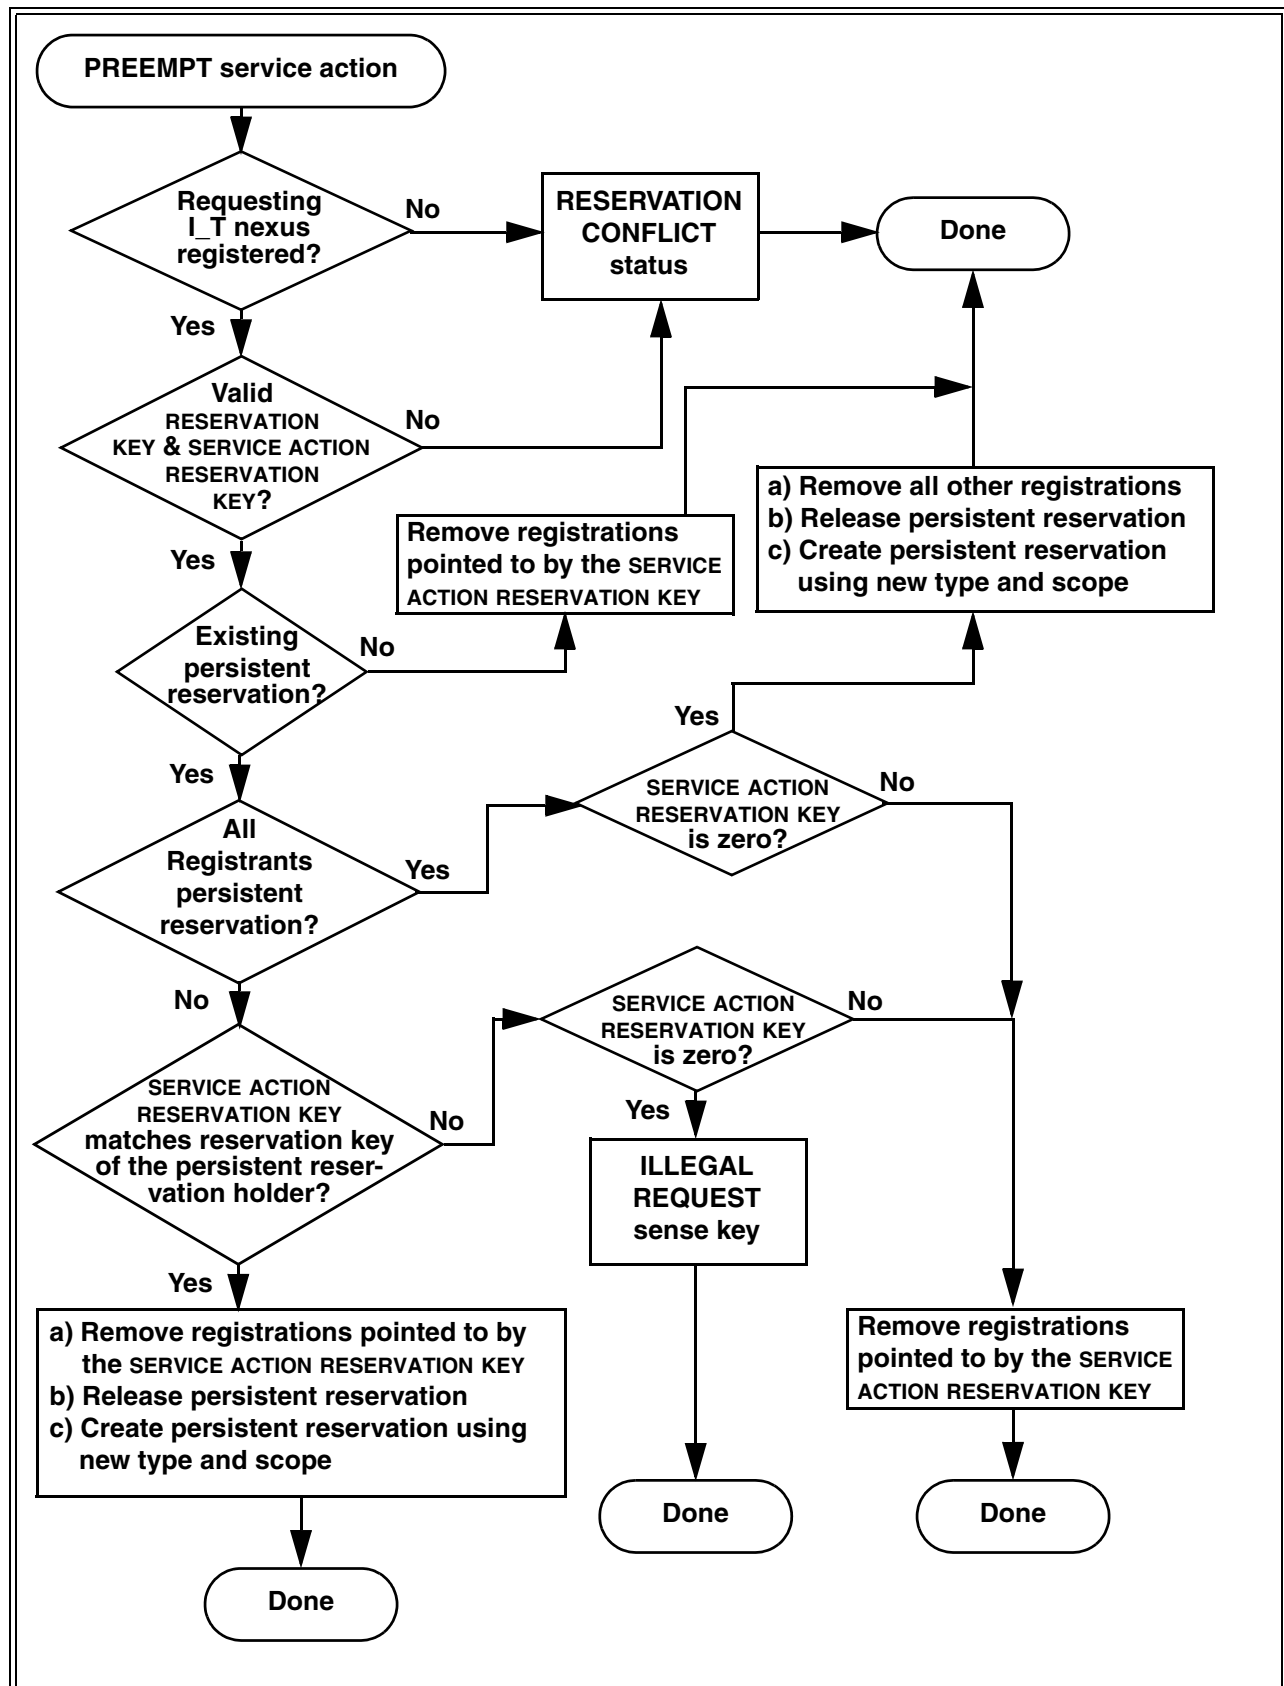 PREEMPT service action
Requesting
I_T nexus
registered?
No
RESERVATION
CONFLICT
status
Done
Yes
Valid
RESERVATION
KEY & SERVICE ACTION
RESERVATION
KEY?
No
Yes
Remove registrations
pointed to by the SERVICE
ACTION RESERVATION KEY
a) Remove all other registrations
b) Release persistent reservation
c) Create persistent reservation
using new type and scope
Existing
persistent
reservation?
No
Yes
Yes
SERVICE ACTION
RESERVATION KEY
is zero?
No
All
Registrants
persistent
reservation?
Yes
No
SERVICE ACTION
RESERVATION KEY
is zero?
No
SERVICE ACTION
RESERVATION KEY
matches reservation key
of the persistent reser-
vation holder?
No
Yes
ILLEGAL
REQUEST
sense key
Yes
a) Remove registrations pointed to by
the SERVICE ACTION RESERVATION KEY
b) Release persistent reservation
c) Create persistent reservation using
new type and scope
Remove registrations
pointed to by the SERVICE
ACTION RESERVATION KEY
Done
Done
Done